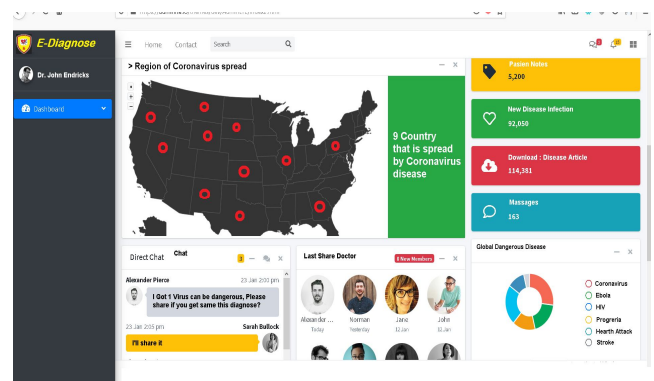 E-Diagnose
Home
Contact
Search
Dr. John Endricks
Dashboard
> Region of Coronavirus spread
+
−
9 Country
that is spread
by Coronavirus
disease
Pasien Notes
5,200
New Disease Infection
92,050
Download : Disease Article
114,381
Massages
163
Direct Chat
Chat
3
Alexander Pierce
23 Jan 2:00 pm
I Got 1 Virus can be dangerous, Please
share if you get same this diagnose?
23 Jan 2:05 pm
Sarah Bullock
I'll share it
Last Share Doctor
8 New Members
Alexander ...
Today
Norman
Yesterday
Jane
12 Jan
John
12 Jan
Global Dangerous Disease
Coronavirus
Ebola
HIV
Progreria
Hearth Attack
Stroke